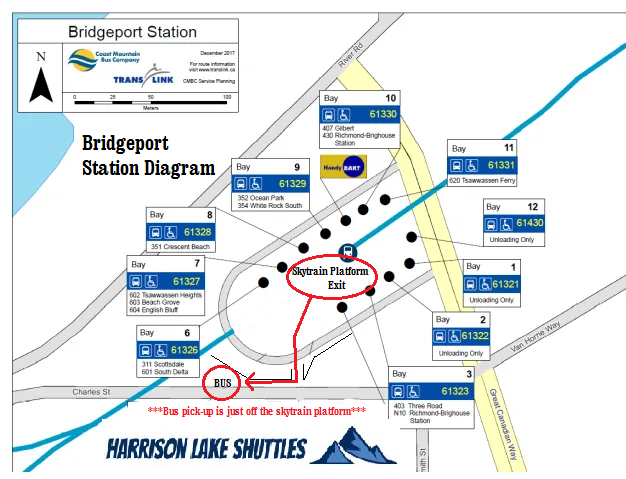 Bridgeport Station
Coast Mountain
Bus Company
TRANS LINK
December 2017
For route information
visit www.translink.ca
CMBC Service Planning
0 25 50 100
Meters
Bridgeport
Station Diagram
River Rd
Bay 10
61330
407 Gilbert
430 Richmond-Brighouse
Station
HandyDART
Bay 11
61331
620 Tsawwassen Ferry
Bay 9
61329
352 Ocean Park
354 White Rock South
Bay 12
61430
Unloading Only
Bay 8
61328
351 Crescent Beach
Bay 7
61327
602 Tsawwassen Heights
603 Beach Grove
604 English Bluff
Skytrain Platform
Exit
Bay 1
61321
Unloading Only
Bay 6
61326
311 Scottsdale
601 South Delta
Bay 2
61322
Unloading Only
Van Horne Way
Bay 3
61323
403 Three Road
N10 Richmond-Brighouse
Station
BUS
Charles St
***Bus pick-up is just off the skytrain platform***
Great Canadian Way
HARRISON LAKE SHUTTLES